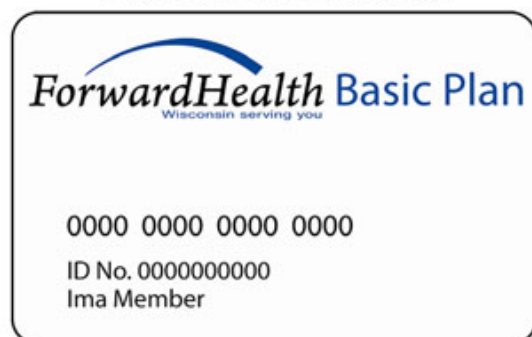 ForwardHealth Basic Plan
Wisconsin serving you
0000 0000 0000 0000
ID No. 0000000000
Ima Member